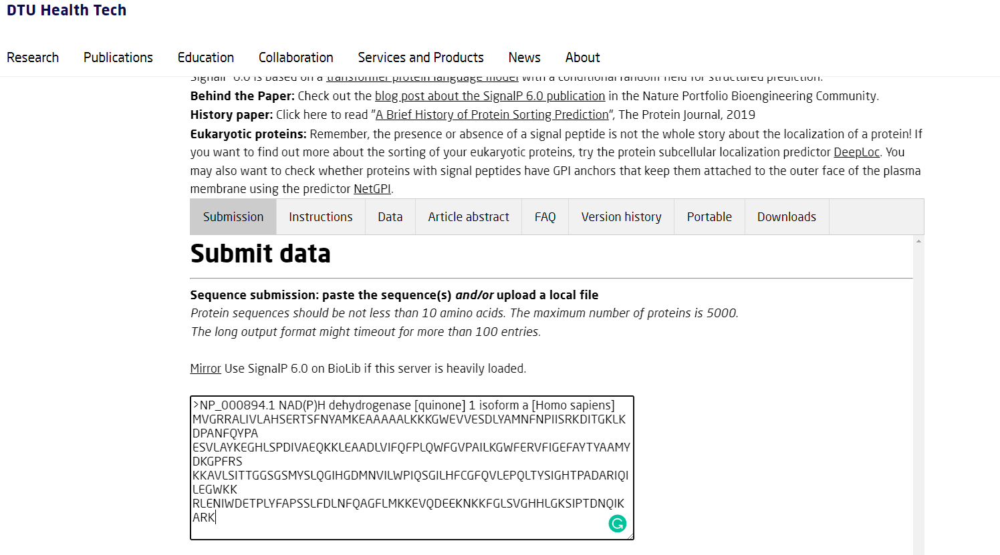 DTU Health Tech
Research Publications Education Collaboration Services and Products News About
SignalP 6.0 is based on a transformer protein language model with a conditional random field for structured prediction.
Behind the Paper: Check out the blog post about the SignalP 6.0 publication in the Nature Portfolio Bioengineering Community.
History paper: Click here to read "A Brief History of Protein Sorting Prediction", The Protein Journal, 2019
Eukaryotic proteins: Remember, the presence or absence of a signal peptide is not the whole story about the localization of a protein! If
you want to find out more about the sorting of your eukaryotic proteins, try the protein subcellular localization predictor DeepLoc. You
may also want to check whether proteins with signal peptides have GPI anchors that keep them attached to the outer face of the plasma
membrane using the predictor NetGPI.
Submission Instructions Data Article abstract FAQ Version history Portable Downloads
Submit data
Sequence submission: paste the sequence(s) and/or upload a local file
Protein sequences should be not less than 10 amino acids. The maximum number of proteins is 5000.
The long output format might timeout for more than 100 entries.
Mirror Use SignalP 6.0 on BioLib if this server is heavily loaded.
>NP_000894.1 NAD(P)H dehydrogenase [quinone] 1 isoform a [Homo sapiens]
MVGRRALIVLAHSERTSFNYAMKEAAAAALKKKGWEVVESDLYAMNFNPIISRKDITGKLK
DPANFQYPA
ESVLAYKEGHLSPDIVAEQKKLEAADLVIFQFPLQWFGVPAILKGWFERVFIGEFAYTYAAMY
DKGPFRS
KKAVLSITTGGSGSMYSLQGIHGDMNVILWPIQSGILHFCGFQVLEPQLTYSIGHTPADARIQI
LEGWKK
RLENIWDETPLYFAPSSLFDLNFQAGFLMKKEVQDEEKNKKFGLSVGHHLGKSIPTDNQIK
ARK